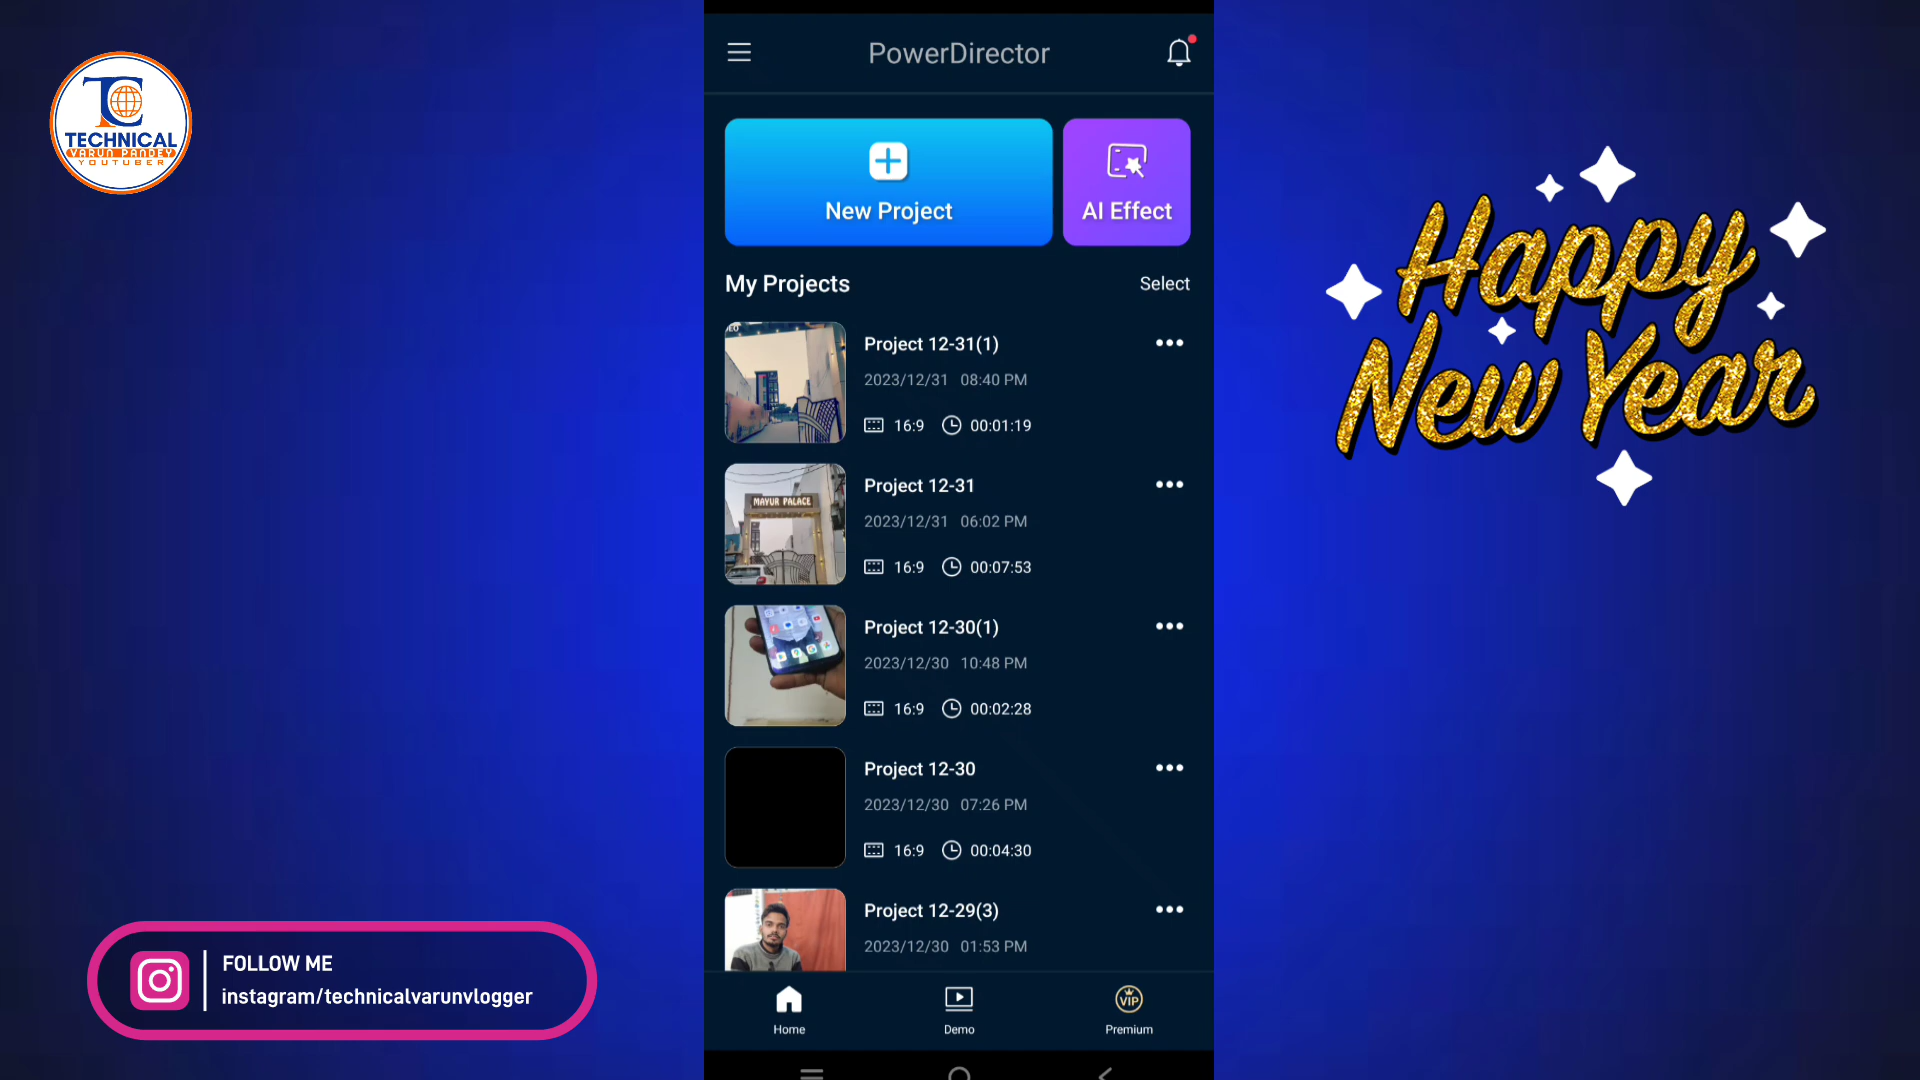 TC
TECHNICAL
VARUN PANDEY
YOUTUBER
PowerDirector
New Project
AI Effect
My Projects
Select
Project 12-31(1)
2023/12/31 08:40 PM
16:9 00:01:19
MAYUR PALACE
Project 12-31
2023/12/31 06:02 PM
16:9 00:07:53
Project 12-30(1)
2023/12/30 10:48 PM
16:9 00:02:28
Project 12-30
2023/12/30 07:26 PM
16:9 00:04:30
Project 12-29(3)
2023/12/30 01:53 PM
Home
Demo
VIP
Premium
Happy
New Year
FOLLOW ME
instagram/technicalvarunvlogger